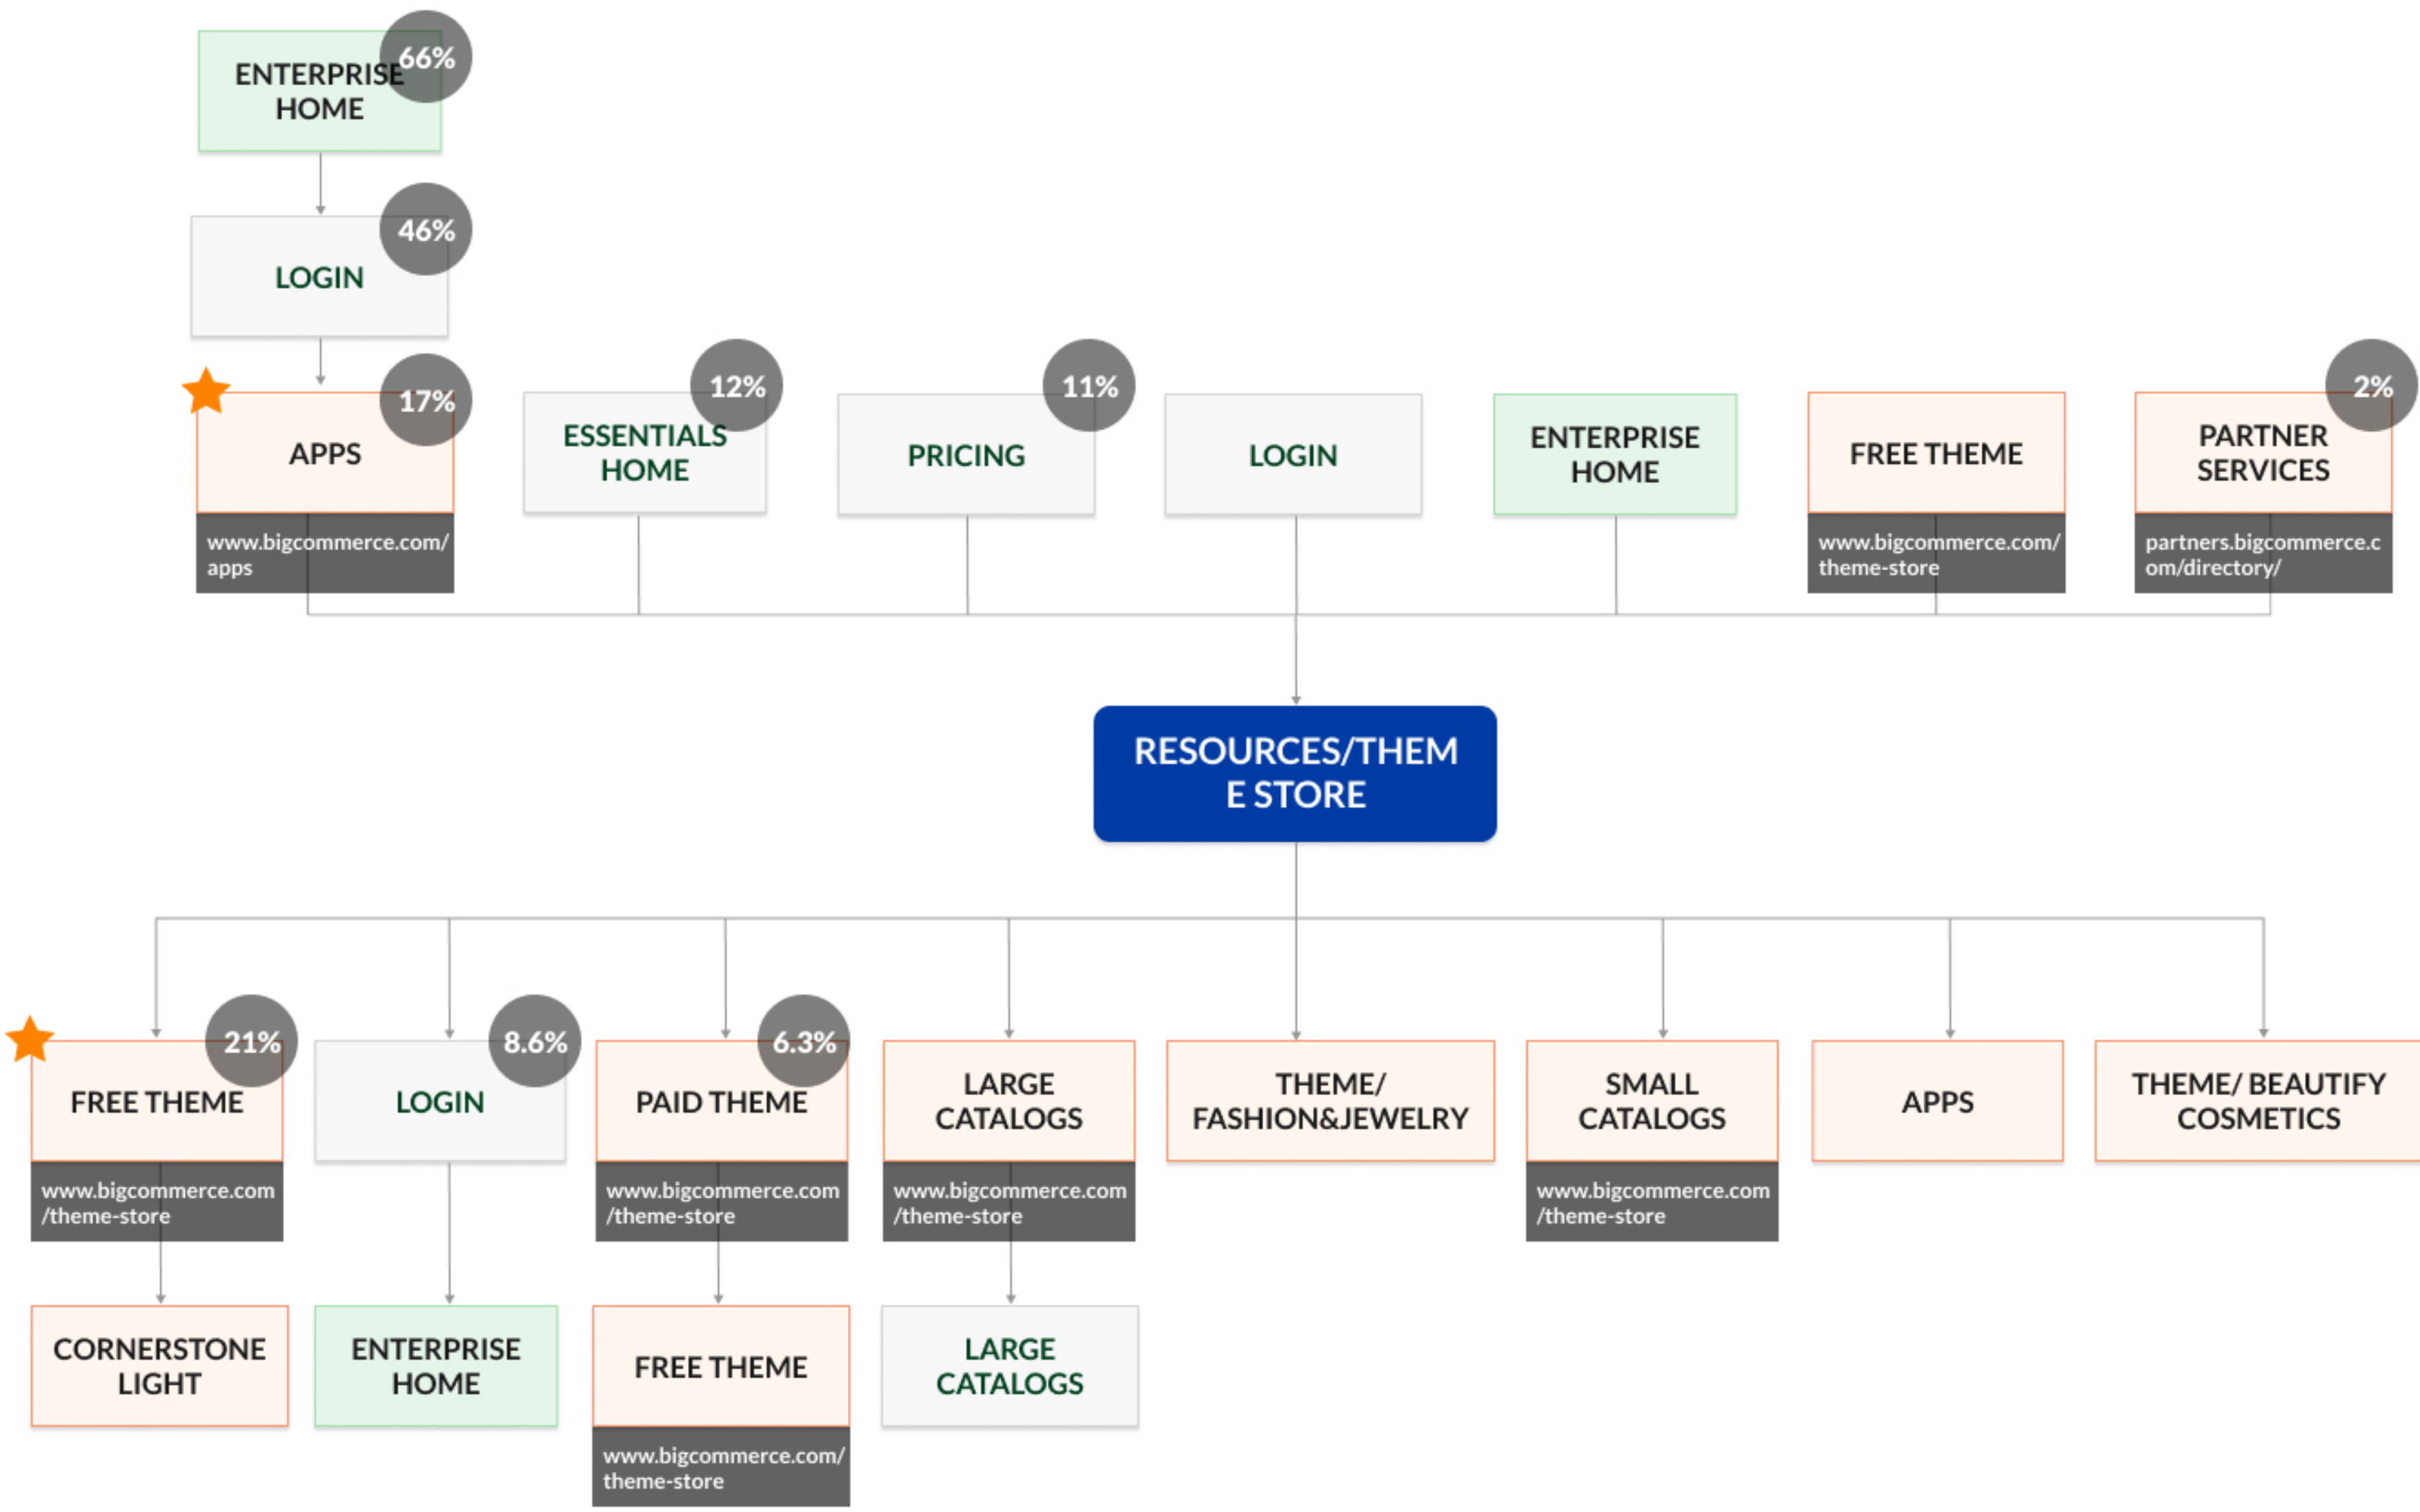 66%
ENTERPRISE
HOME
46%
LOGIN
17%
APPS
www.bigcommerce.com/
apps
12%
ESSENTIALS
HOME
11%
PRICING
LOGIN
ENTERPRISE
HOME
FREE THEME
www.bigcommerce.com/
theme-store
2%
PARTNER
SERVICES
partners.bigcommerce.c
om/directory/
RESOURCES/THEM
E STORE
21%
FREE THEME
www.bigcommerce.com
/theme-store
8.6%
LOGIN
6.3%
PAID THEME
www.bigcommerce.com
/theme-store
LARGE
CATALOGS
www.bigcommerce.com
/theme-store
THEME/
FASHION&JEWELRY
SMALL
CATALOGS
www.bigcommerce.com
/theme-store
APPS
THEME/ BEAUTIFY
COSMETICS
CORNERSTONE
LIGHT
ENTERPRISE
HOME
FREE THEME
www.bigcommerce.com/
theme-store
LARGE
CATALOGS